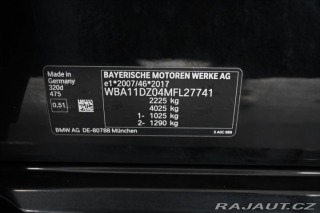 BAYERISCHE MOTOREN WERKE AG
e1*2007/46*2017
WBA11DZ04MFL27741
2225 kg
4025 kg
1- 1025 kg
2- 1290 kg
Made in Germany
320d
475
0.51
BMW AG DE-80788 München
RAJAUT.CZ